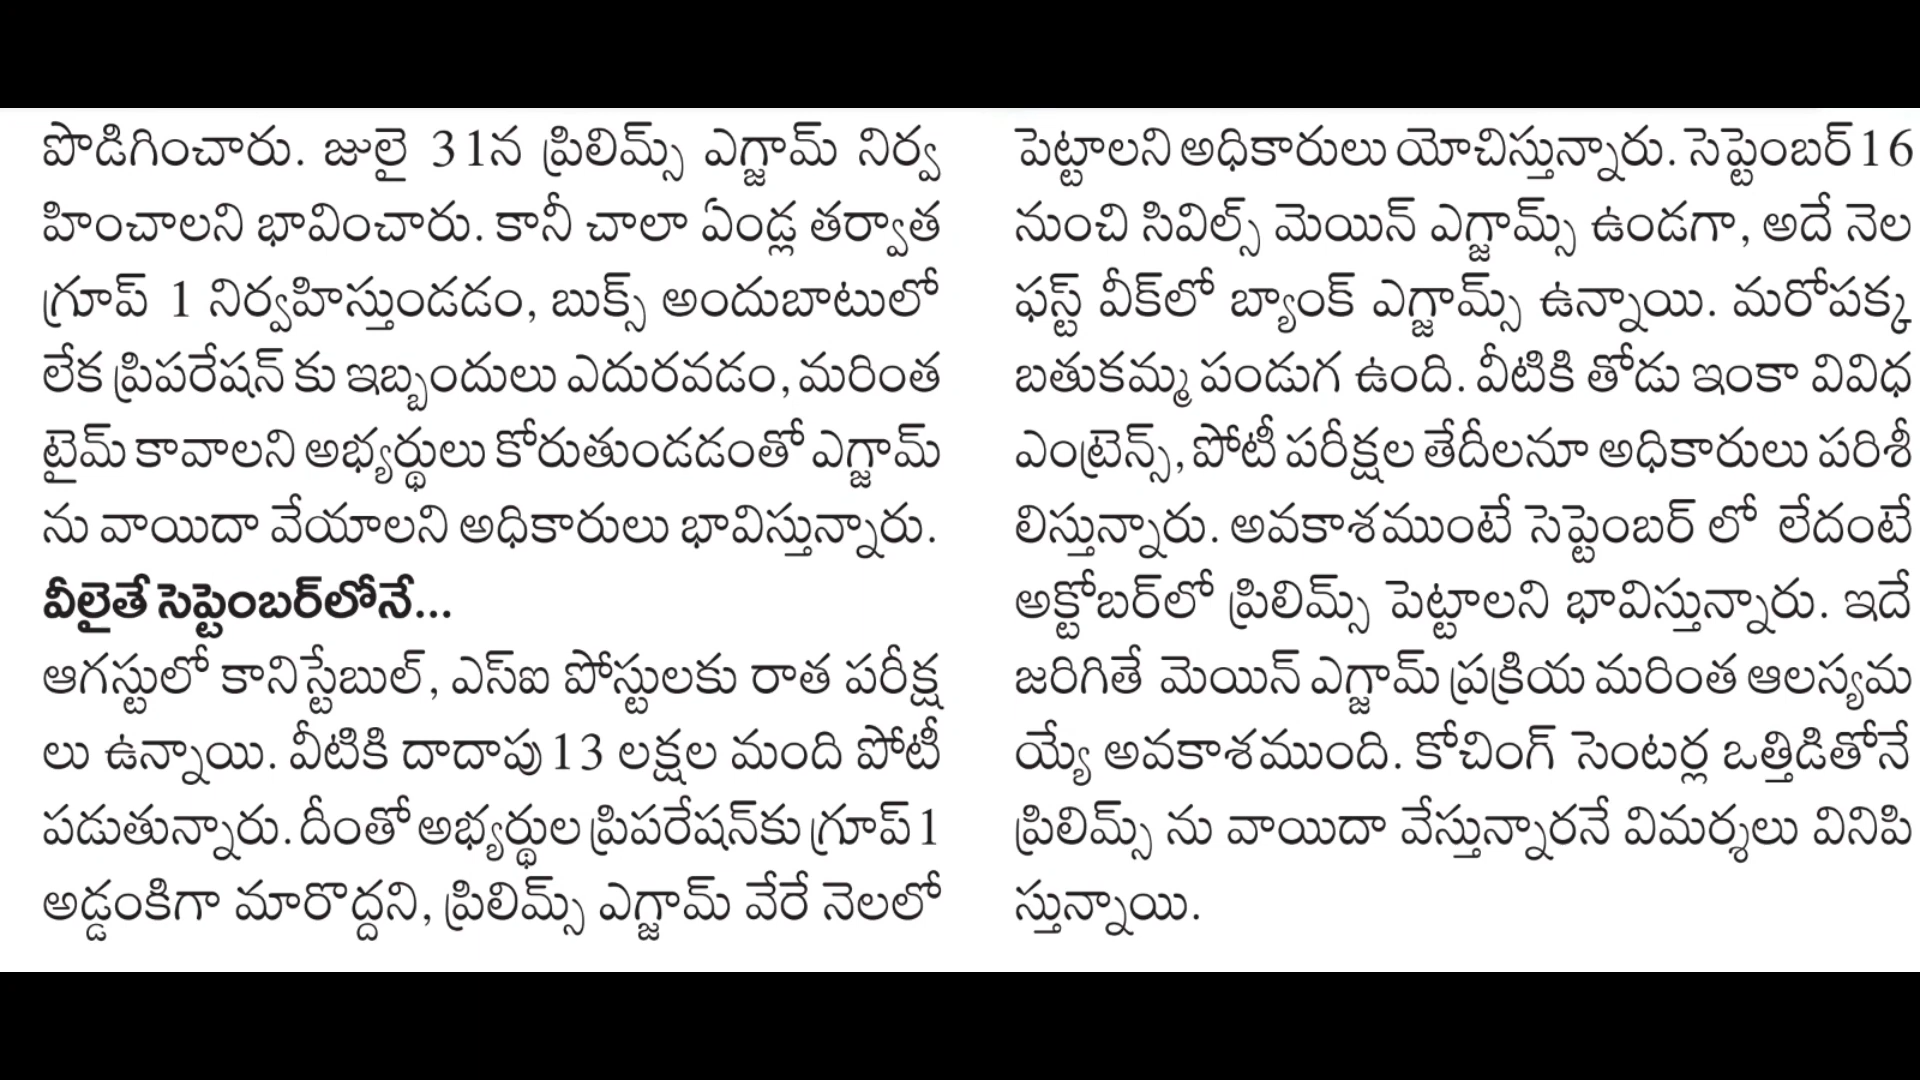 పొడిగించారు. జులై 31న ప్రిలిమ్స్ ఎగ్జామ్ నిర్వ
హించాలని భావించారు. కానీ చాలా ఏండ్ల తర్వాత
గ్రూప్ 1 నిర్వహిస్తుండడం, బుక్స్ అందుబాటులో
లేక ప్రిపరేషన్ కు ఇబ్బందులు ఎదురవడం, మరింత
టైమ్ కావాలని అభ్యర్థులు కోరుతుండడంతో ఎగ్జామ్
ను వాయిదా వేయాలని అధికారులు భావిస్తున్నారు.
వీలైతే సెప్టెంబర్‌లోనే...
ఆగస్టులో కానిస్టేబుల్, ఎస్ఐ పోస్టులకు రాత పరీక్ష
లు ఉన్నాయి. వీటికి దాదాపు 13 లక్షల మంది పోటీ
పడుతున్నారు. దీంతో అభ్యర్థుల ప్రిపరేషన్‌కు గ్రూప్ 1
అడ్డంకిగా మారొద్దని, ప్రిలిమ్స్ ఎగ్జామ్ వేరే నెలలో
పెట్టాలని అధికారులు యోచిస్తున్నారు. సెప్టెంబర్ 16
నుంచి సివిల్స్ మెయిన్ ఎగ్జామ్స్ ఉండగా, అదే నెల
ఫస్ట్ వీక్‌లో బ్యాంక్ ఎగ్జామ్స్ ఉన్నాయి. మరోపక్క
బతుకమ్మ పండుగ ఉంది. వీటికి తోడు ఇంకా వివిధ
ఎంట్రెన్స్, పోటీ పరీక్షల తేదీలనూ అధికారులు పరిశీ
లిస్తున్నారు. అవకాశముంటే సెప్టెంబర్ లో లేదంటే
అక్టోబర్‌లో ప్రిలిమ్స్ పెట్టాలని భావిస్తున్నారు. ఇదే
జరిగితే మెయిన్ ఎగ్జామ్ ప్రక్రియ మరింత ఆలస్యమ
య్యే అవకాశముంది. కోచింగ్ సెంటర్ల ఒత్తిడితోనే
ప్రిలిమ్స్ ను వాయిదా వేస్తున్నారనే విమర్శలు వినిపి
స్తున్నాయి.